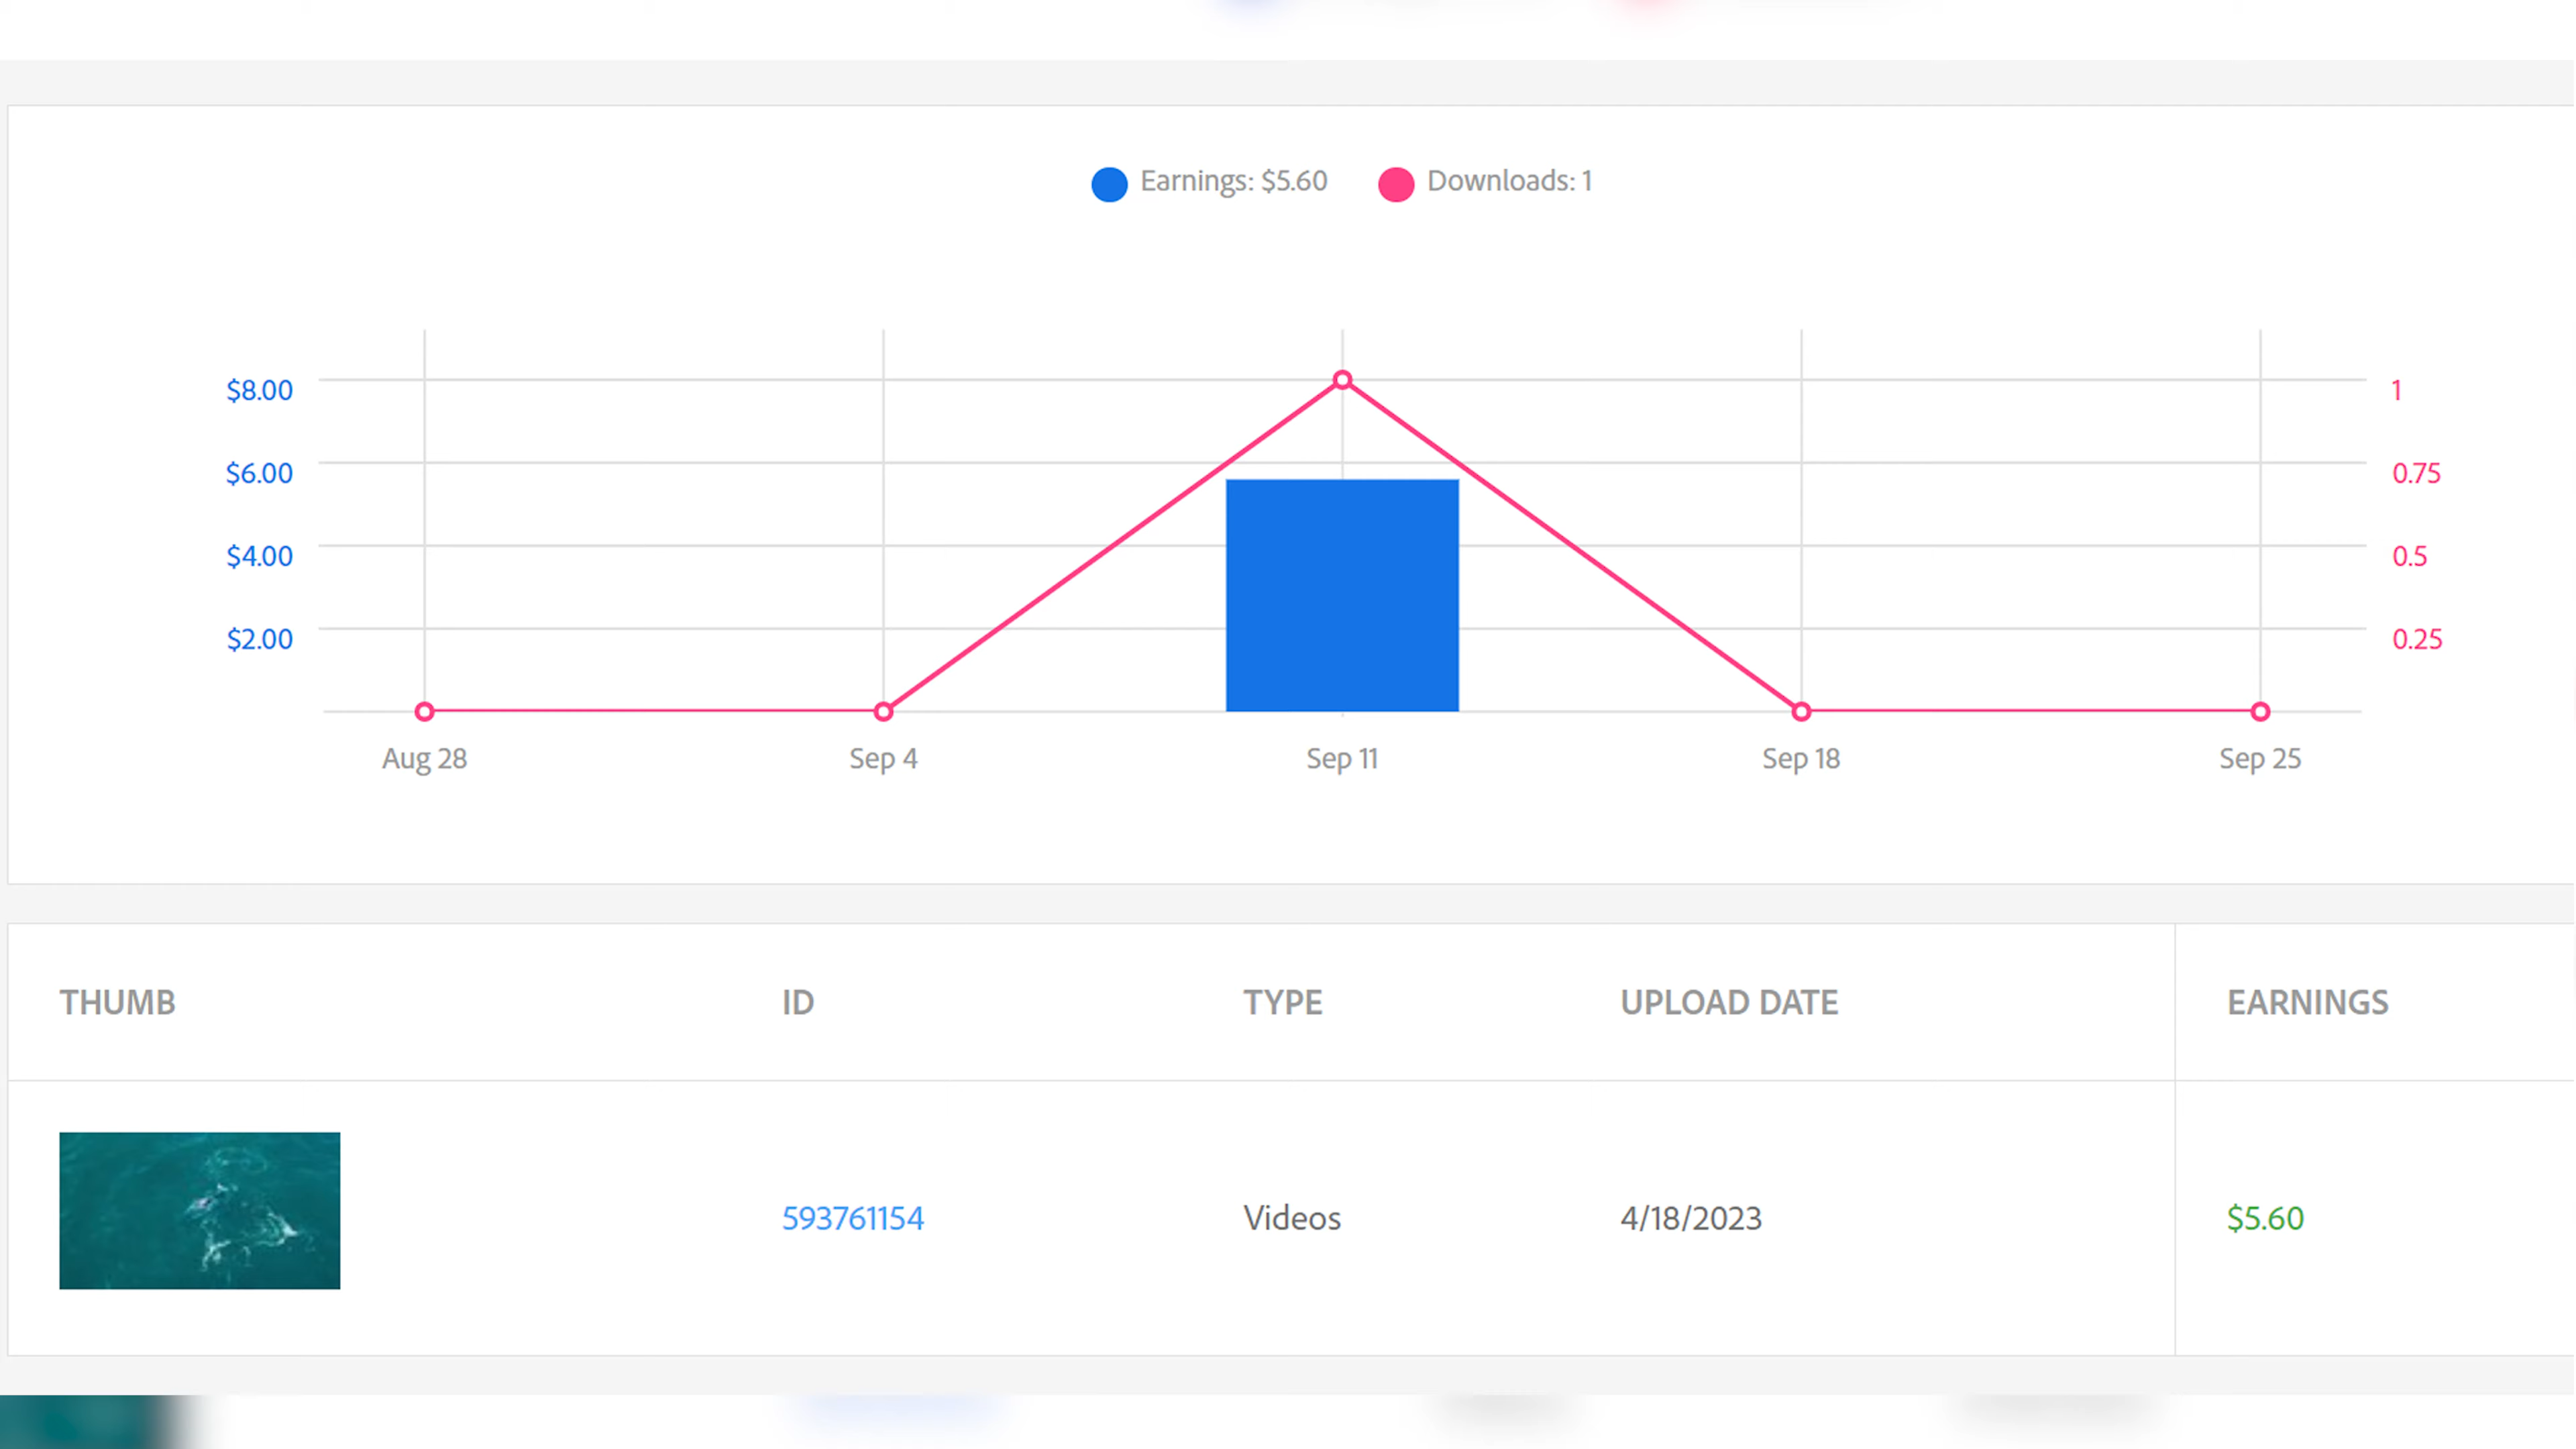 Earnings: $5.60 Downloads: 1
$8.00 1
$6.00 0.75
$4.00 0.5
$2.00 0.25
Aug 28 Sep 4 Sep 11 Sep 18 Sep 25
THUMB ID TYPE UPLOAD DATE EARNINGS
593761154 Videos 4/18/2023 $5.60